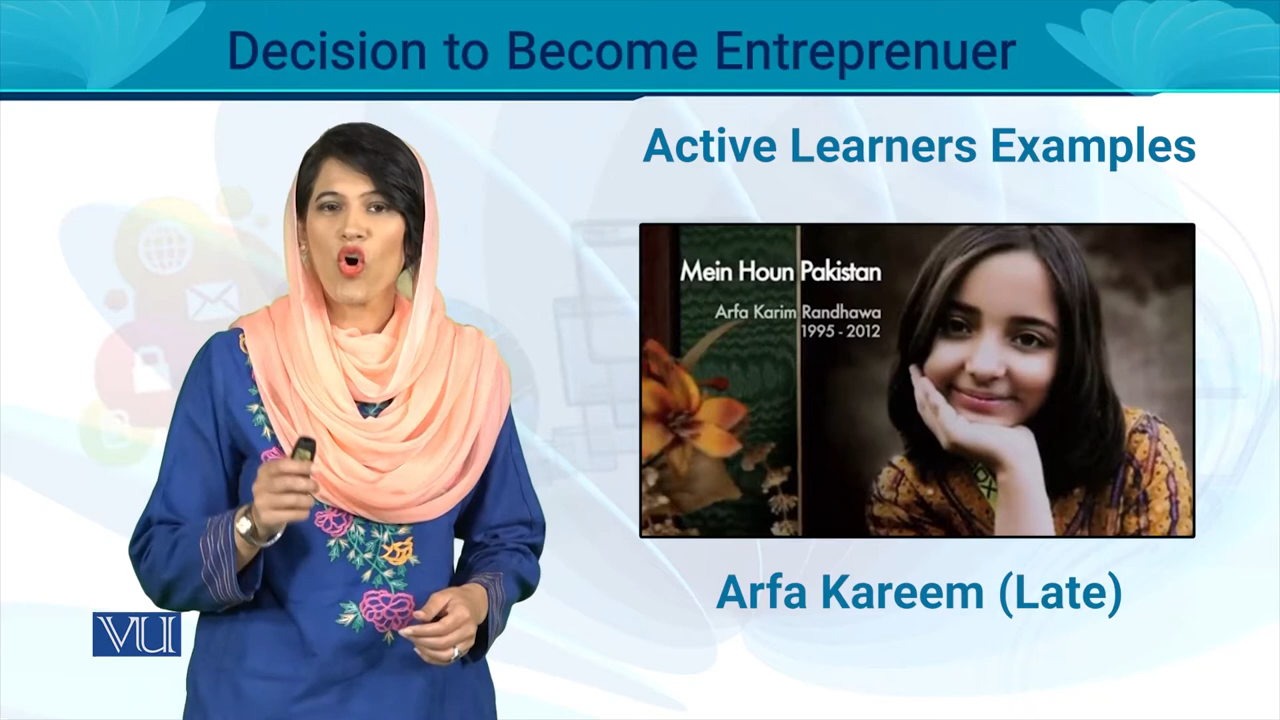 Decision to Become Entreprenuer
Active Learners Examples
Mein Houn Pakistan
Arfa Karim Randhawa
1995 - 2012
Arfa Kareem (Late)
VU